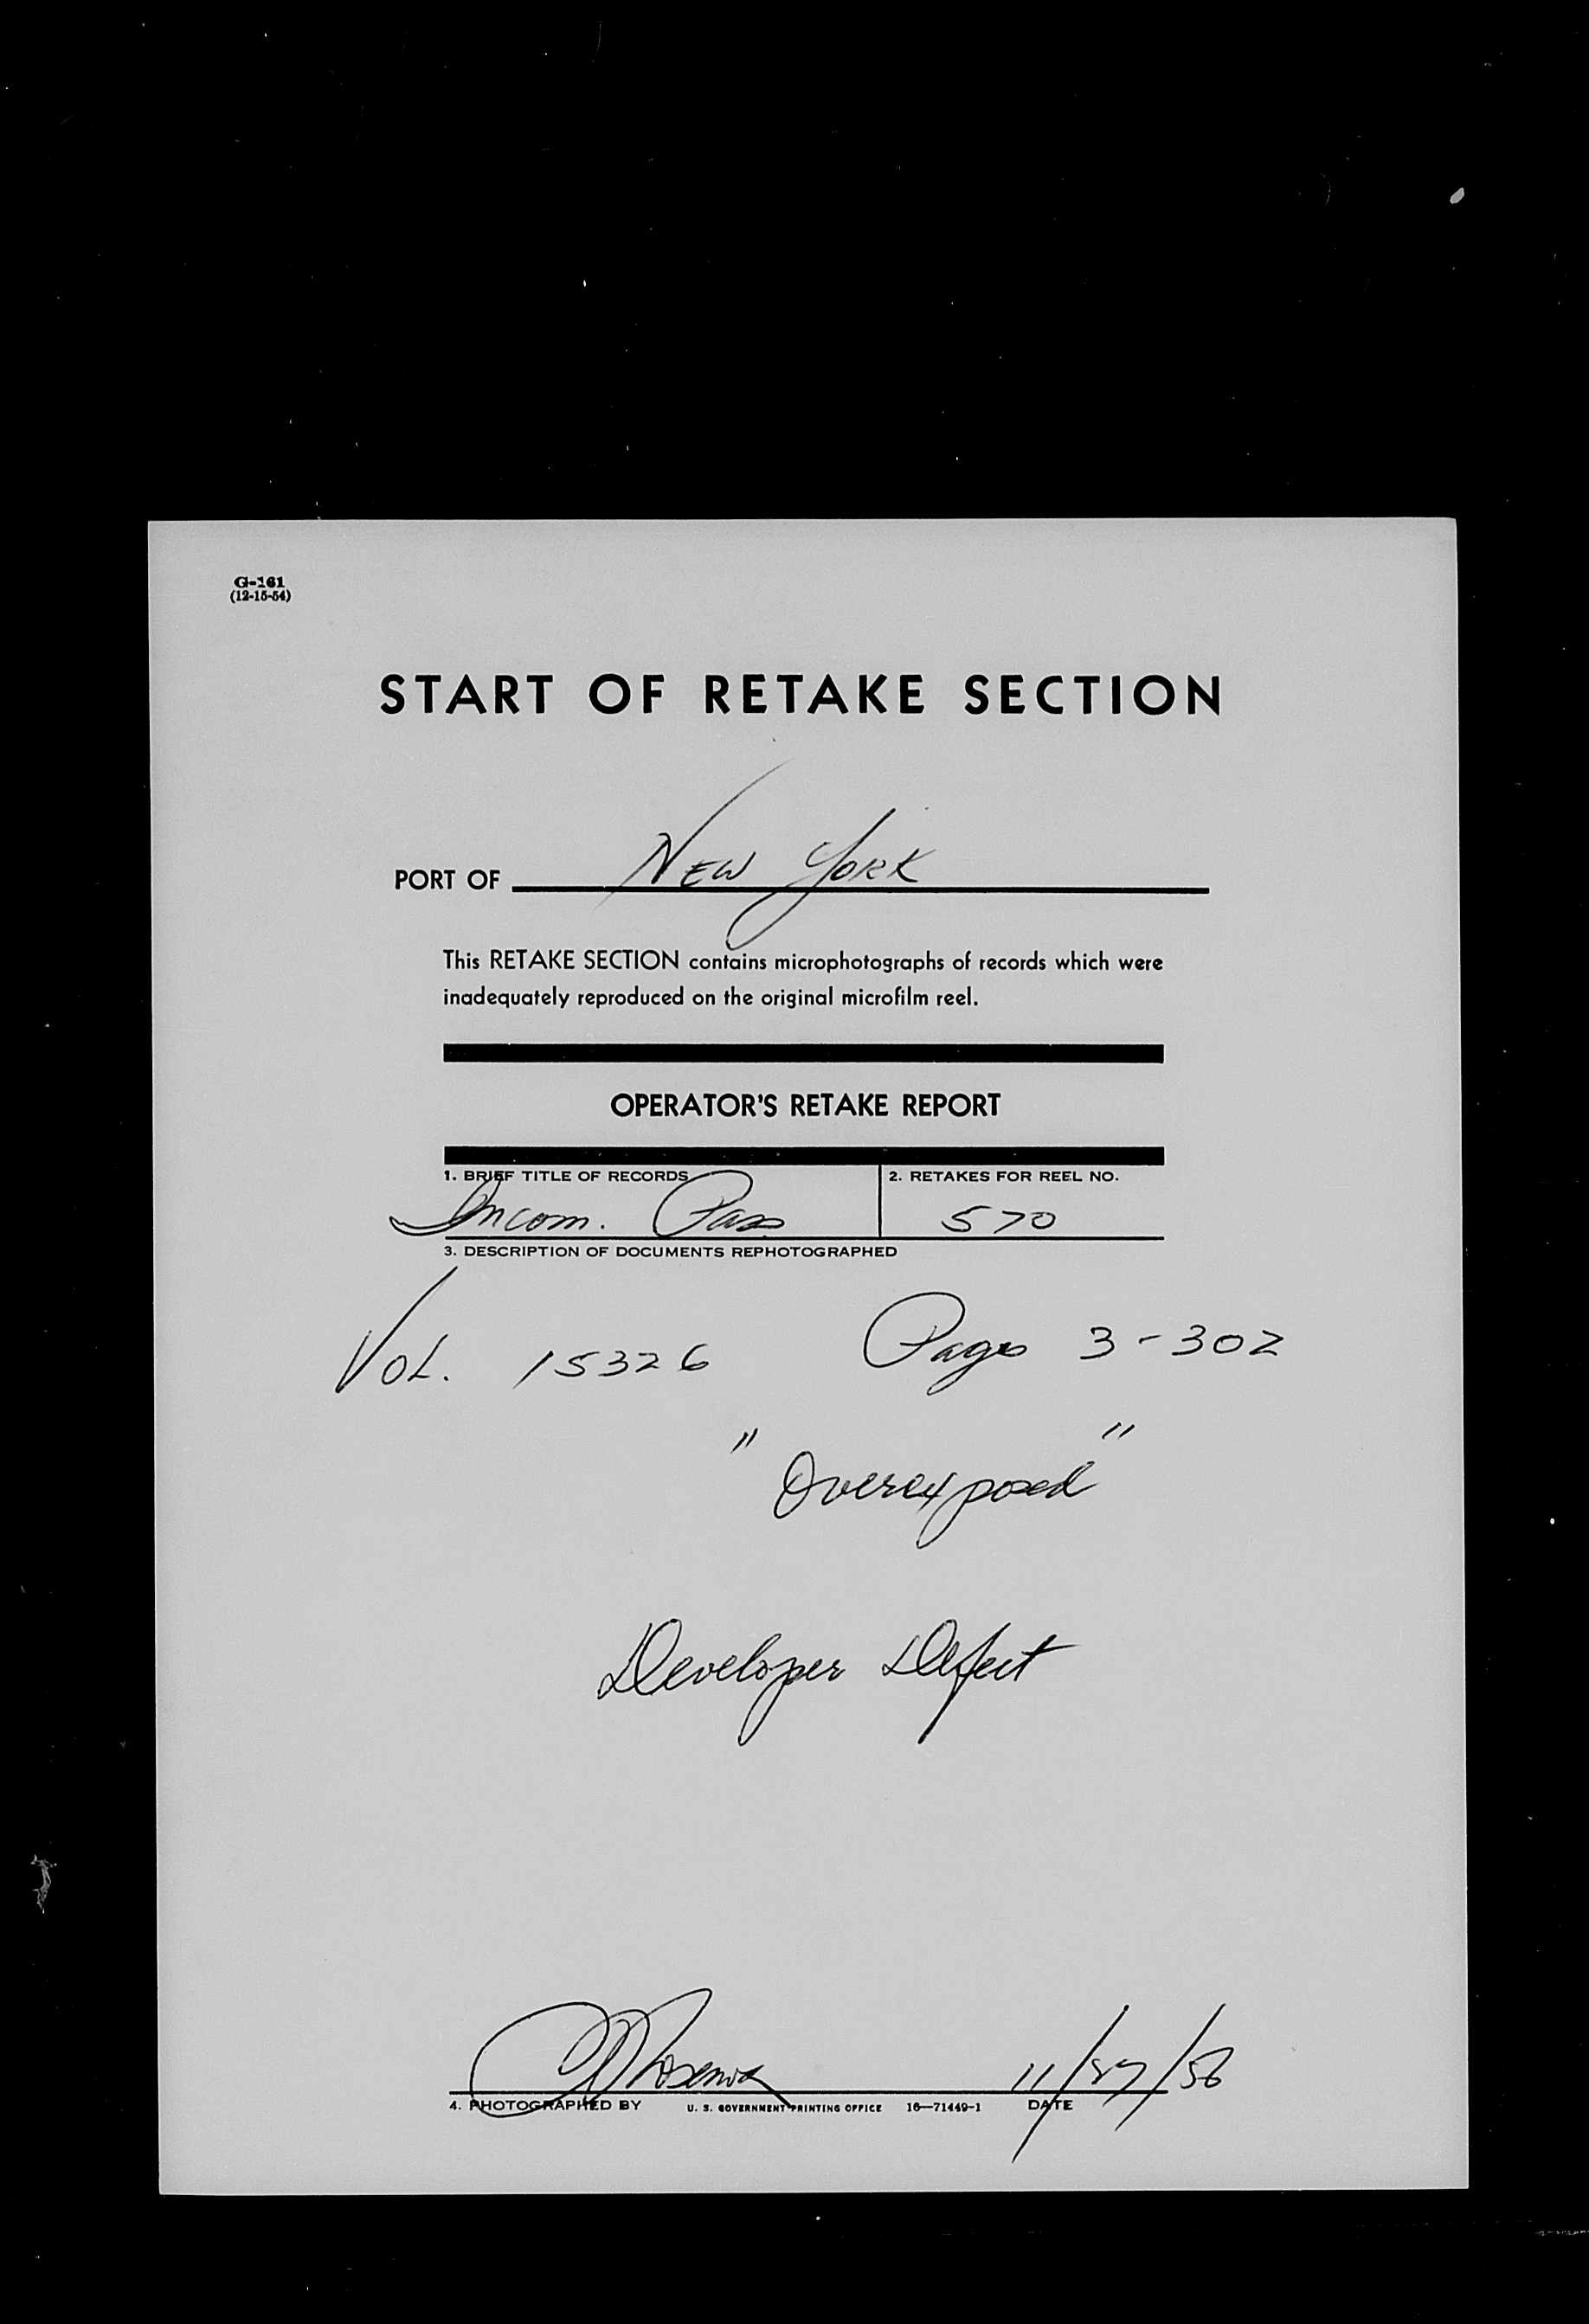 G-161
(12-15-54)
START OF RETAKE SECTION
PORT OF NEW YORK
This RETAKE SECTION contains microphotographs of records which were
inadequately reproduced on the original microfilm reel.
OPERATOR'S RETAKE REPORT
1. BRIEF TITLE OF RECORDS 2. RETAKES FOR REEL NO.
Incom. Pass 570
3. DESCRIPTION OF DOCUMENTS REPHOTOGRAPHED
Vol. 15326 Pages 3-302
"Overexposed"
Developer Defect
11/27/56
4. PHOTOGRAPHED BY U. S. GOVERNMENT PRINTING OFFICE 16—71449-1 DATE